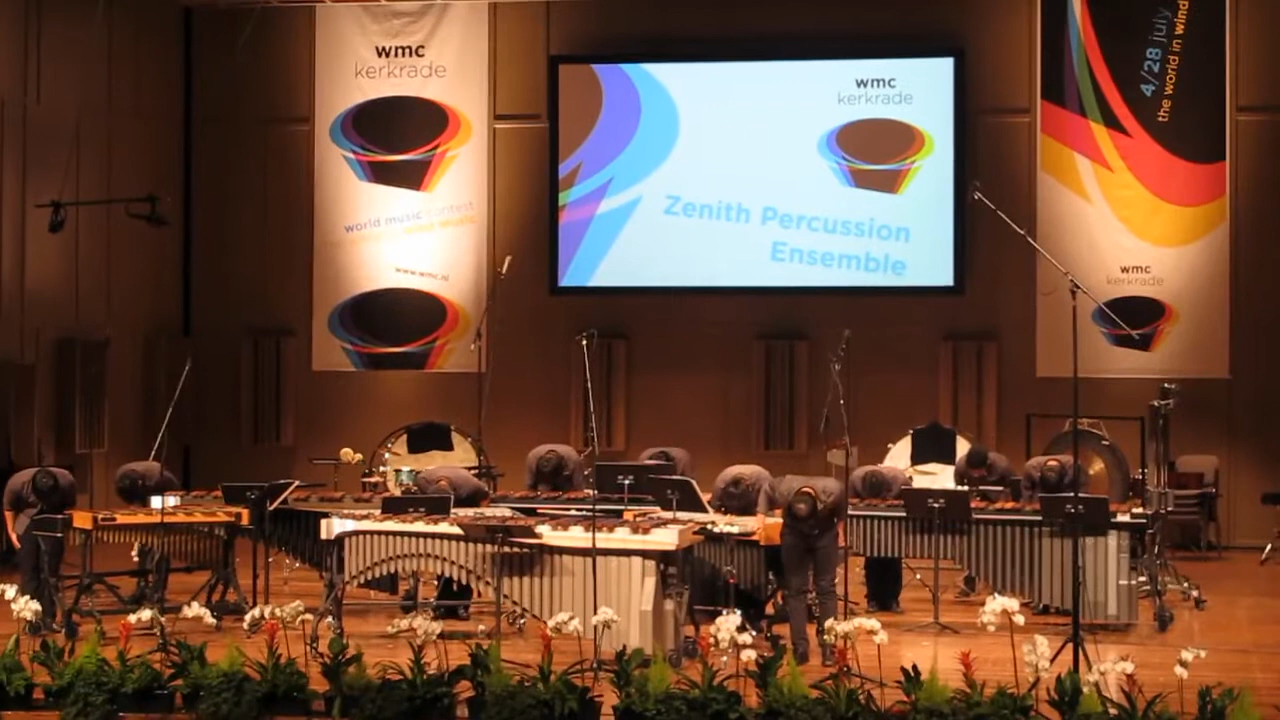 wmc
kerkrade
world music contest
www.wmc.nl
wmc
kerkrade
Zenith Percussion
Ensemble
4/28 july
the world in wind
wmc
kerkrade